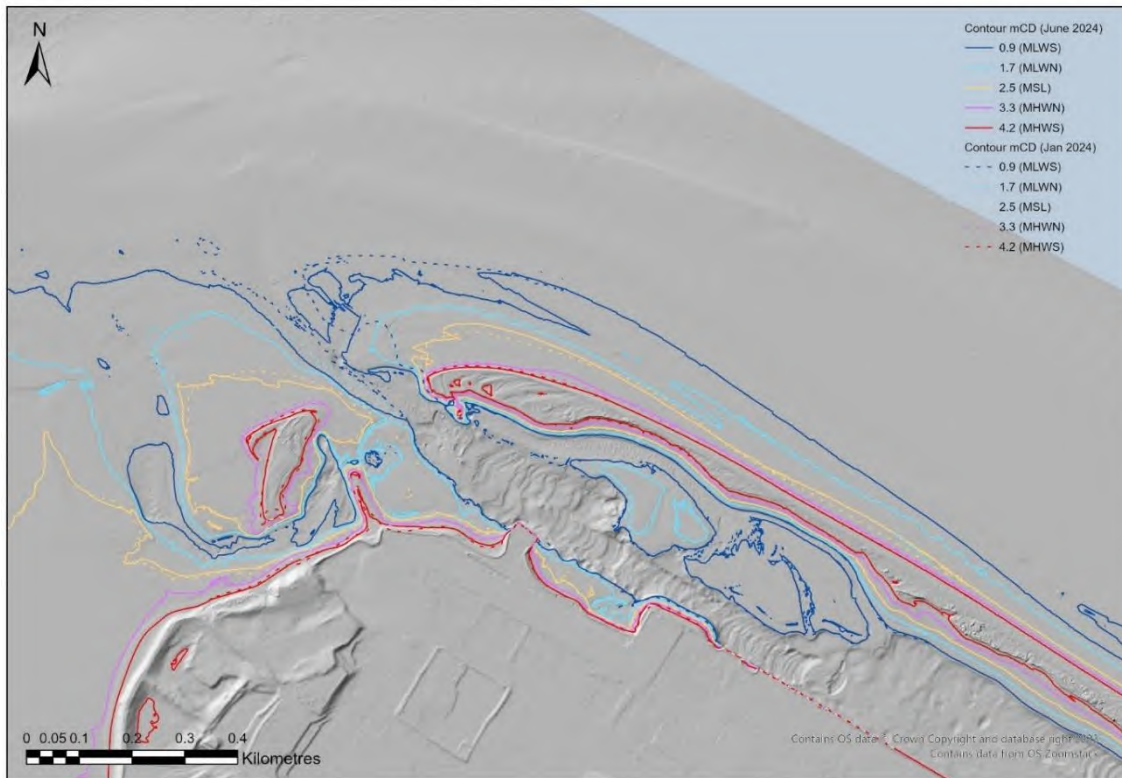 N
Contour mCD (June 2024)
0.9 (MLWS)
1.7 (MLWN)
2.5 (MSL)
3.3 (MHWN)
4.2 (MHWS)
Contour mCD (Jan 2024)
0.9 (MLWS)
1.7 (MLWN)
2.5 (MSL)
3.3 (MHWN)
4.2 (MHWS)
0 0.05 0.1 0.2 0.3 0.4
Kilometres
Contains OS data © Crown Copyright and database right
Contains data from OS Zoomstack